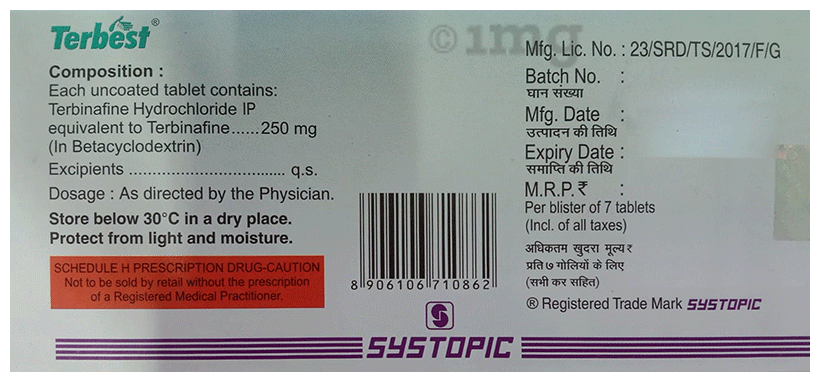 Terbest®
Composition :
Each uncoated tablet contains:
Terbinafine Hydrochloride IP
equivalent to Terbinafine......250 mg
(In Betacyclodextrin)
Excipients .................................. q.s.
Dosage : As directed by the Physician.
Store below 30°C in a dry place.
Protect from light and moisture.
SCHEDULE H PRESCRIPTION DRUG-CAUTION
Not to be sold by retail without the prescription
of a Registered Medical Practitioner.
8 906106 710862
© 1mg
Mfg. Lic. No. : 23/SRD/TS/2017/F/G
Batch No. :
घान संख्या
Mfg. Date :
उत्पादन की तिथि
Expiry Date :
समाप्ति की तिथि
M.R.P.₹ :
Per blister of 7 tablets
(Incl. of all taxes)
अधिकतम खुदरा मूल्य ₹
प्रति ७ गोलियों के लिए
(सभी कर सहित)
® Registered Trade Mark SYSTOPIC
SYSTOPIC